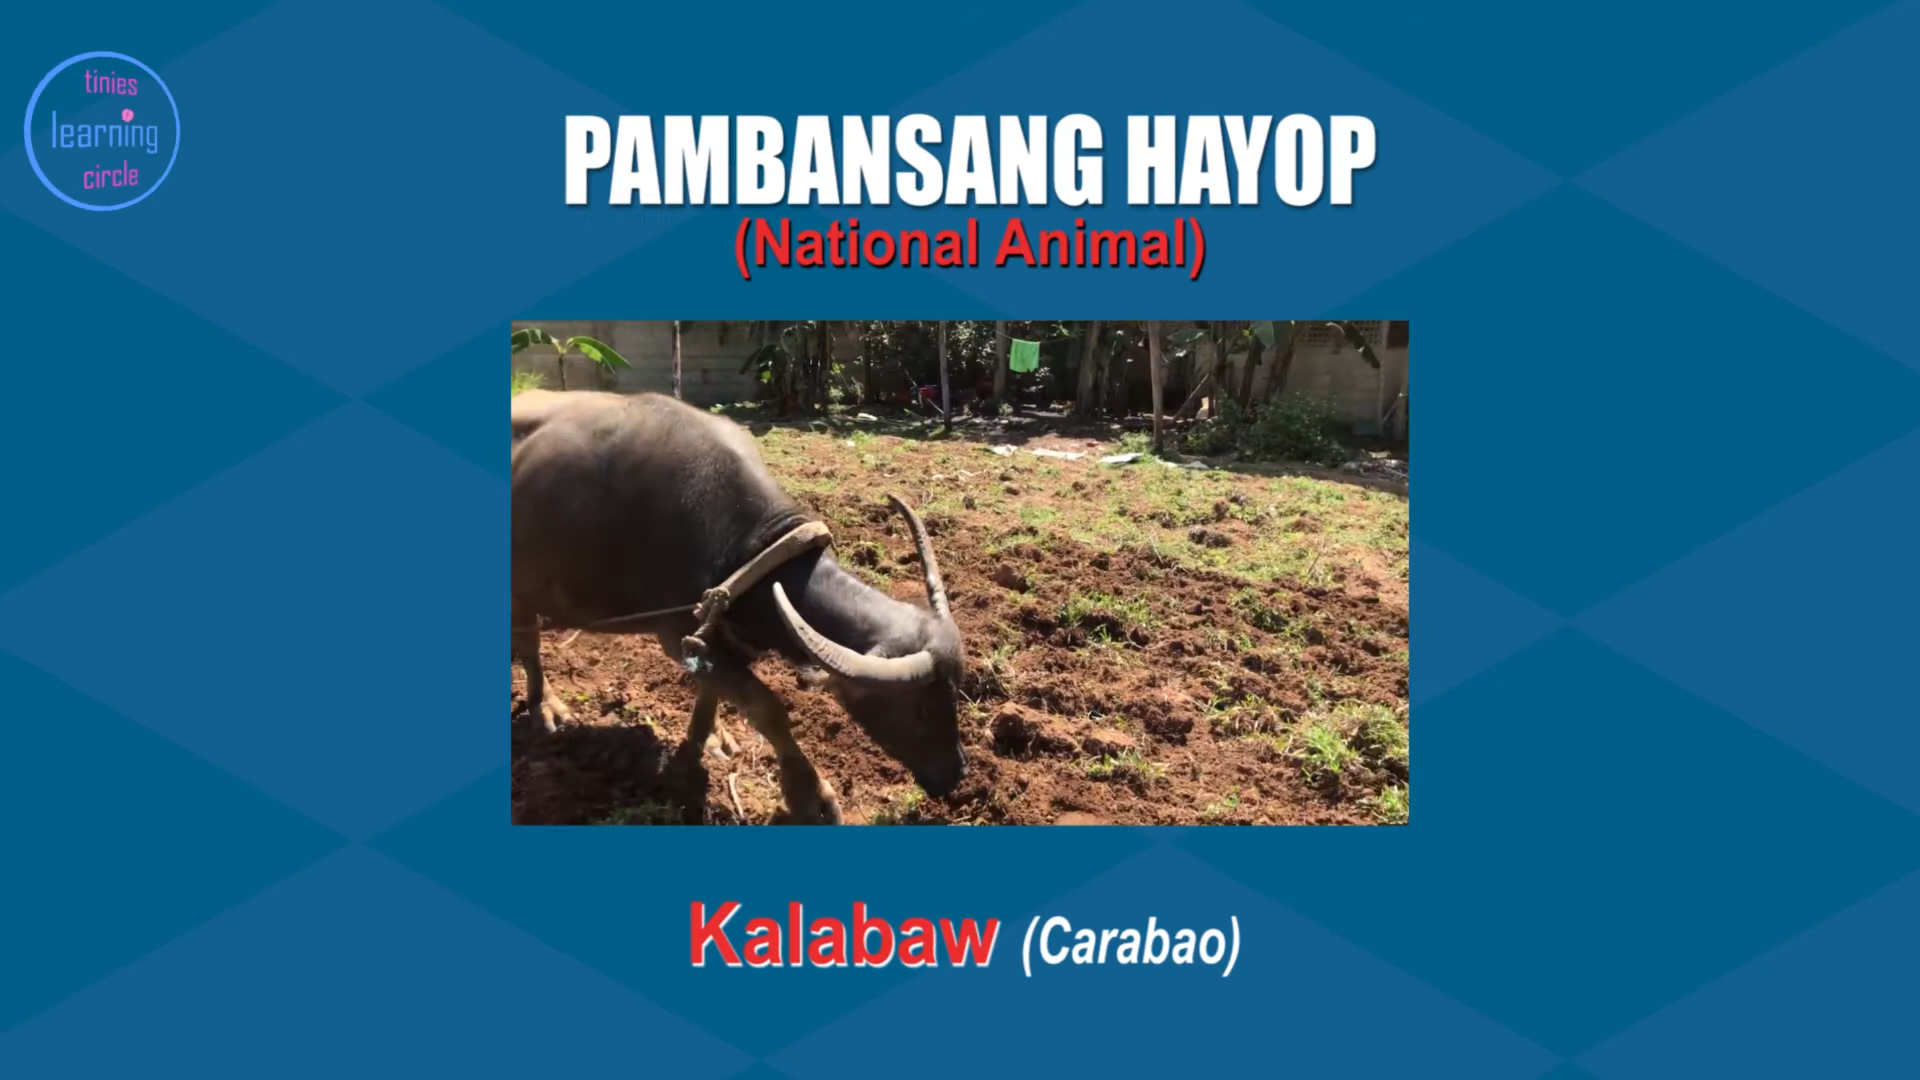 tinies
learning
circle
PAMBANSANG HAYOP
(National Animal)
Kalabaw (Carabao)